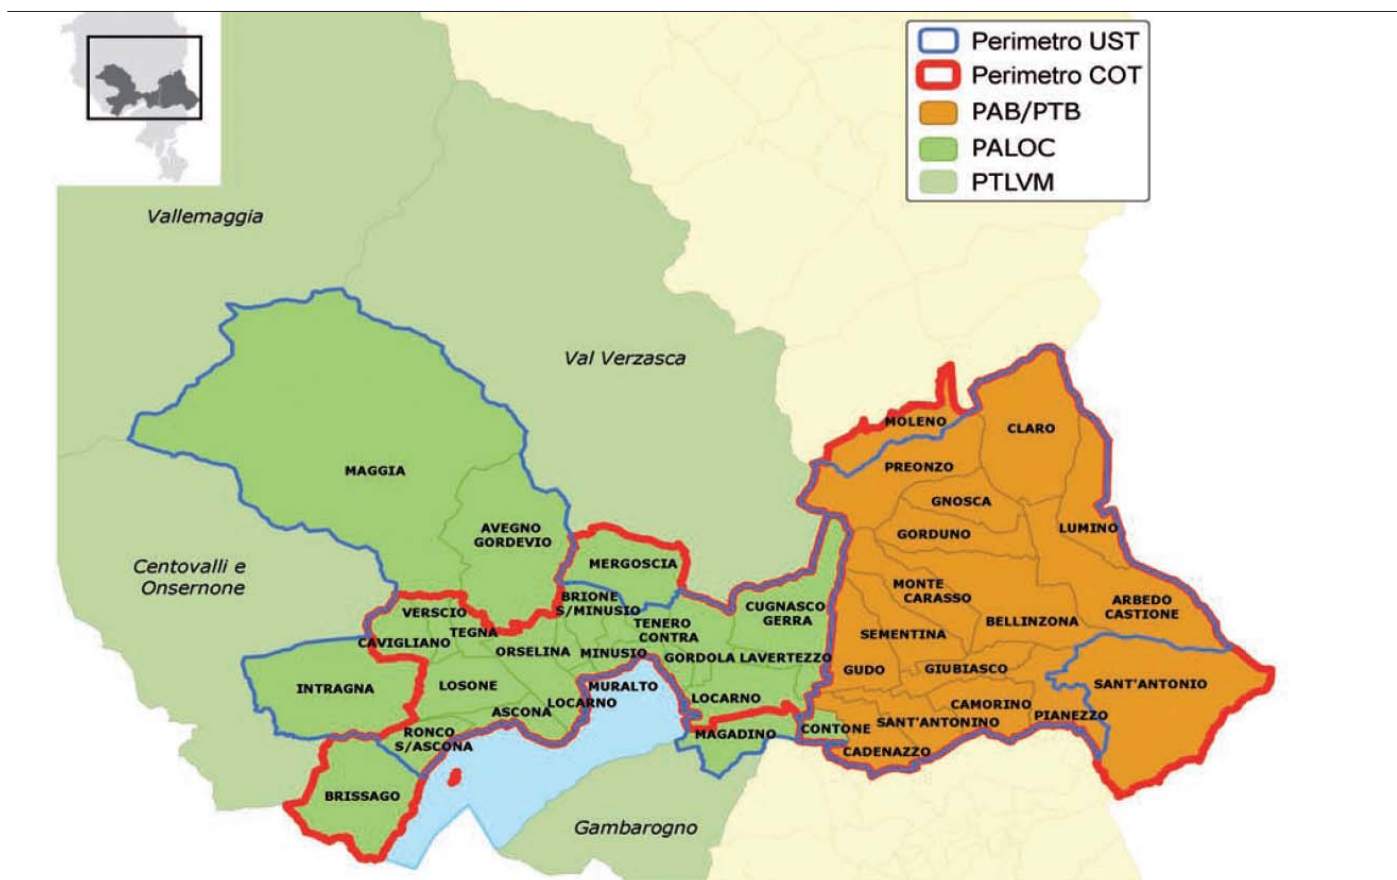 Perimetro UST
Perimetro COT
PAB/PTB
PALOC
PTLVM
Vallemaggia
Val Verzasca
MOLENO
CLARO
MAGGIA
PREONZO
GNOSCA
AVEGNO
GORDEVIO
GORDUNO
LUMINO
Centovalli e
Onsernone
MERGOSCIA
MONTE
CARASSO
BRIONE
S/MINUSIO
VERSCIO
CUGNASCO
GERRA
ARBEDO
CASTIONE
TEGNA
TENERO
CONTRA
BELLINZONA
CAVIGLIANO
SEMENTINA
ORSELINA
MINUSIO
GORDOLA
LAVERTEZZO
GUDO
GIUBIASCO
INTRAGNA
LOSONE
MURALTO
SANT'ANTONIO
LOCARNO
LOCARNO
ASCONA
CAMORINO
PIANEZZO
SANT'ANTONINO
RONCO
S/ASCONA
MAGADINO
CONTONE
CADENAZZO
BRISSAGO
Gambarogno